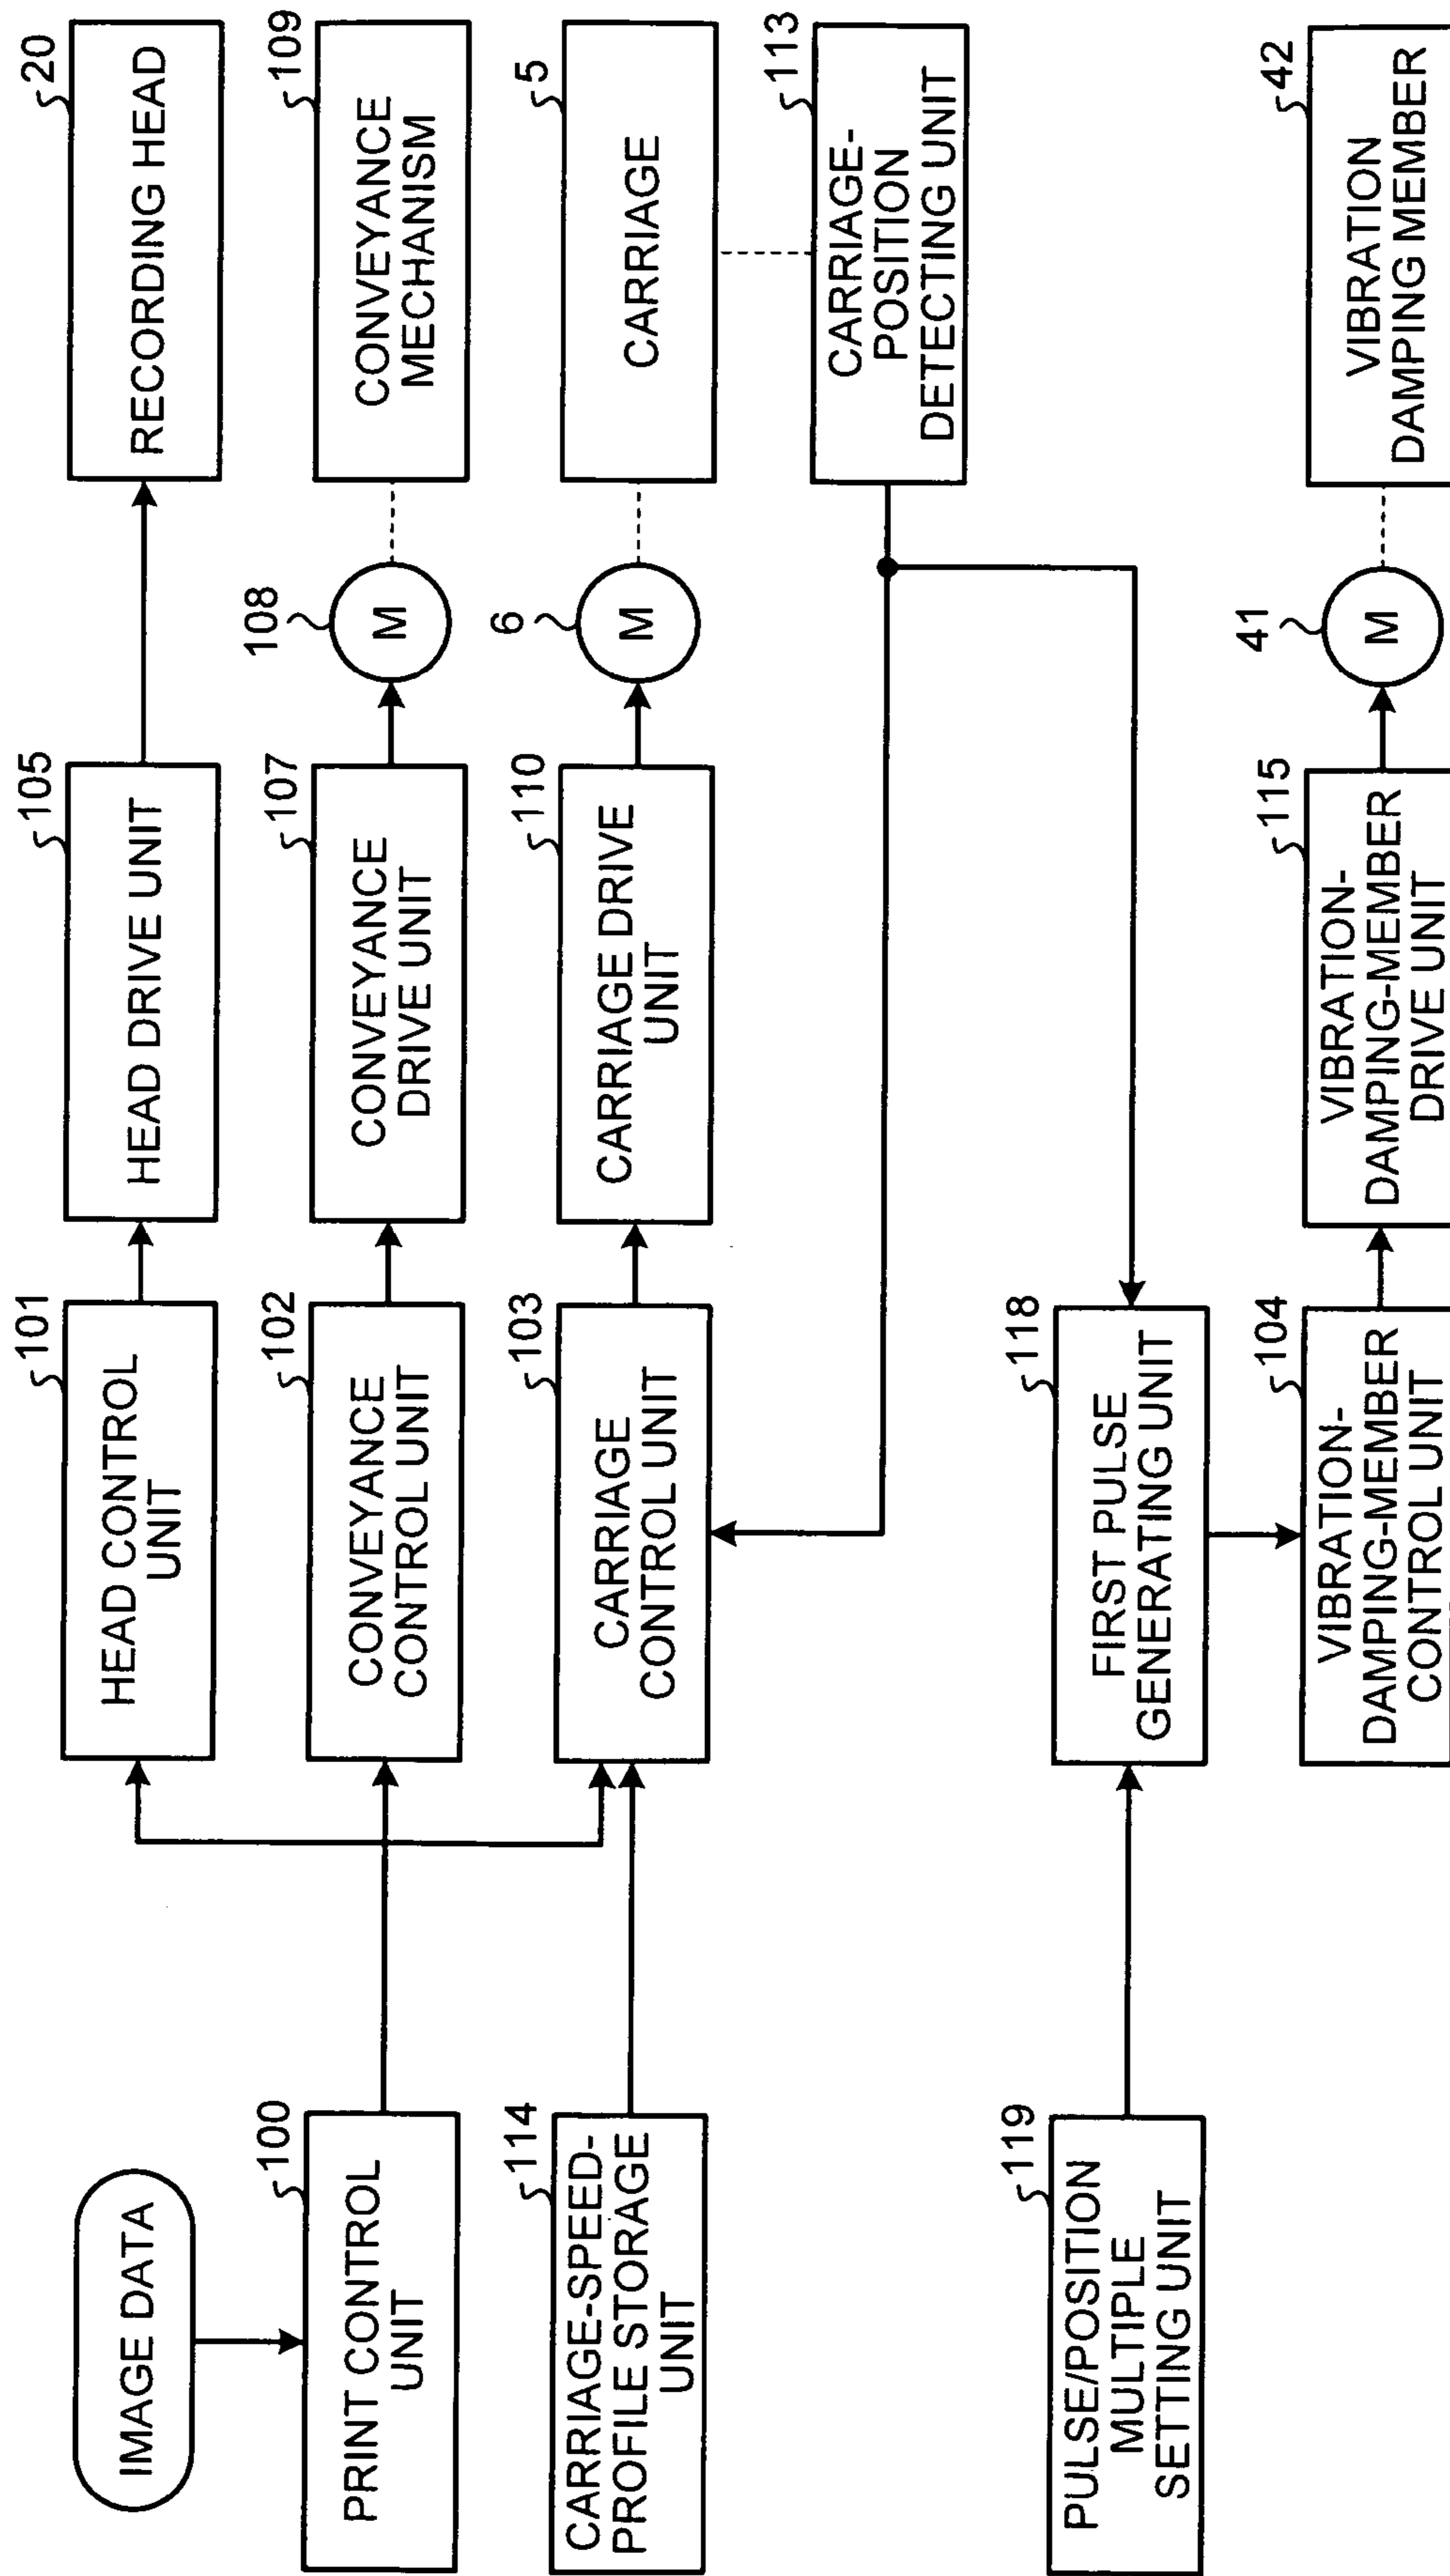 IMAGE DATA
100
PRINT CONTROL
UNIT
101
HEAD CONTROL
UNIT
105
HEAD DRIVE UNIT
20
RECORDING HEAD
102
CONVEYANCE
CONTROL UNIT
107
CONVEYANCE
DRIVE UNIT
108
M
109
CONVEYANCE
MECHANISM
114
CARRIAGE-SPEED-
PROFILE STORAGE
UNIT
103
CARRIAGE
CONTROL UNIT
110
CARRIAGE DRIVE
UNIT
6
M
5
CARRIAGE
113
CARRIAGE-
POSITION
DETECTING UNIT
119
PULSE/POSITION
MULTIPLE
SETTING UNIT
118
FIRST PULSE
GENERATING UNIT
104
VIBRATION-
DAMPING-MEMBER
CONTROL UNIT
115
VIBRATION-
DAMPING-MEMBER
DRIVE UNIT
41
M
42
VIBRATION
DAMPING MEMBER